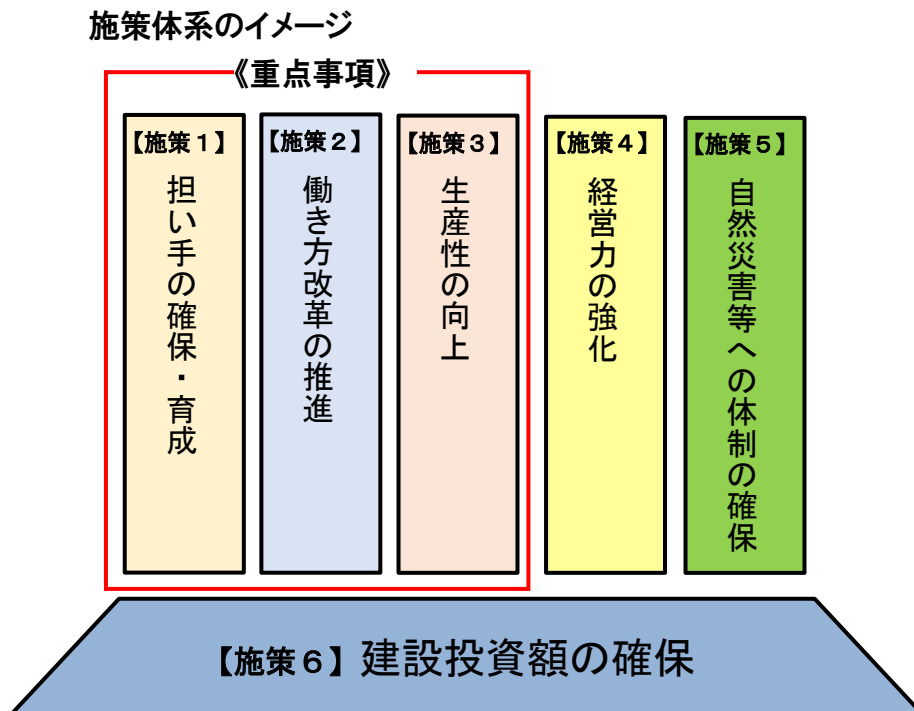 施策体系のイメージ
《重点事項》
【施策１】
担い手の確保・育成
【施策２】
働き方改革の推進
【施策３】
生産性の向上
【施策４】
経営力の強化
【施策５】
自然災害等への体制の確保
【施策６】建設投資額の確保